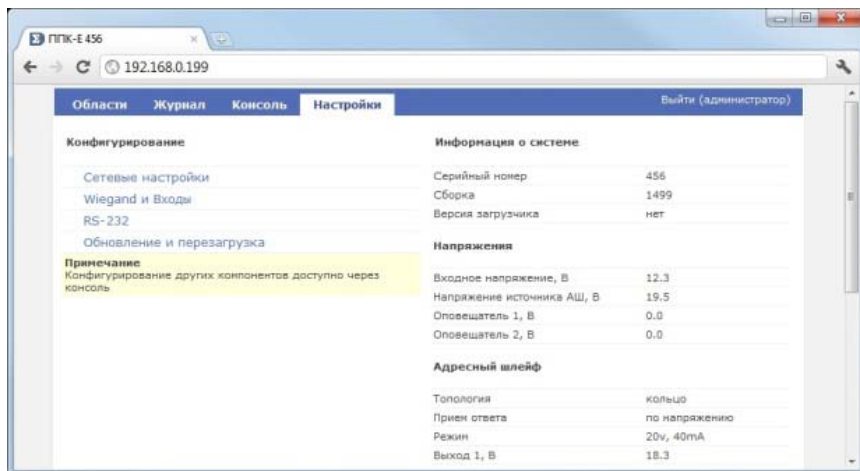 ППК-Е 456
192.168.0.199
Области Журнал Консоль Настройки Выйти (администратор)
Конфигурирование
Сетевые настройки
Wiegand и Входы
RS-232
Обновление и перезагрузка
Примечание
Конфигурирование других компонентов доступно через
консоль
Информация о системе
Серийный номер 456
Сборка 1499
Версия загрузчика нет
Напряжения
Входное напряжение, В 12.3
Напряжение источника АШ, В 19.5
Оповещатель 1, В 0.0
Оповещатель 2, В 0.0
Адресный шлейф
Топология кольцо
Прием ответа по напряжению
Режим 20v, 40mA
Выход 1, В 18.3